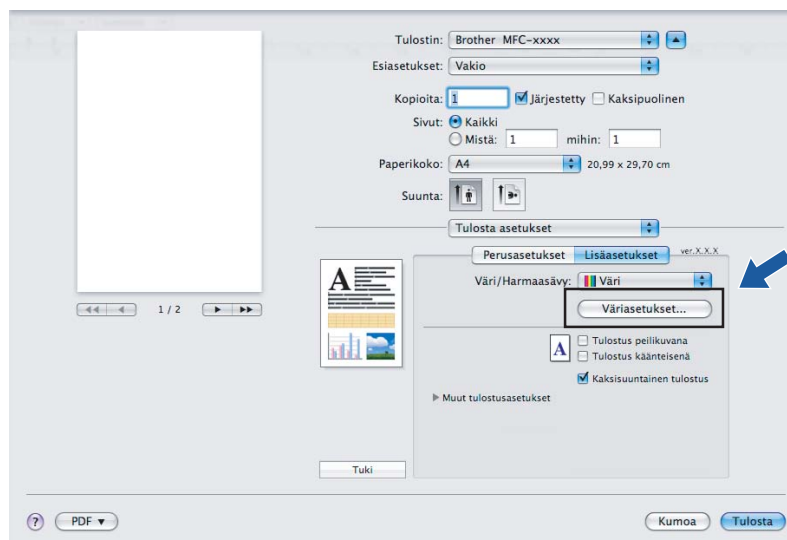 Tulostin: Brother MFC-xxxx
Esiasetukset: Vakio
Kopioita: 1 Järjestetty Kaksipuolinen
Sivut: Kaikki
Mistä: 1 mihin: 1
Paperikoko: A4 20,99 x 29,70 cm
Suunta:
Tulosta asetukset
Perusasetukset Lisäasetukset ver.X.X.X
Väri/Harmaasävy: Väri
Väriasetukset...
1 / 2
A
A
Tulostus peilikuvana
Tulostus käänteisenä
Kaksisuuntainen tulostus
Muut tulostusasetukset
Tuki
? PDF Kumoa Tulosta